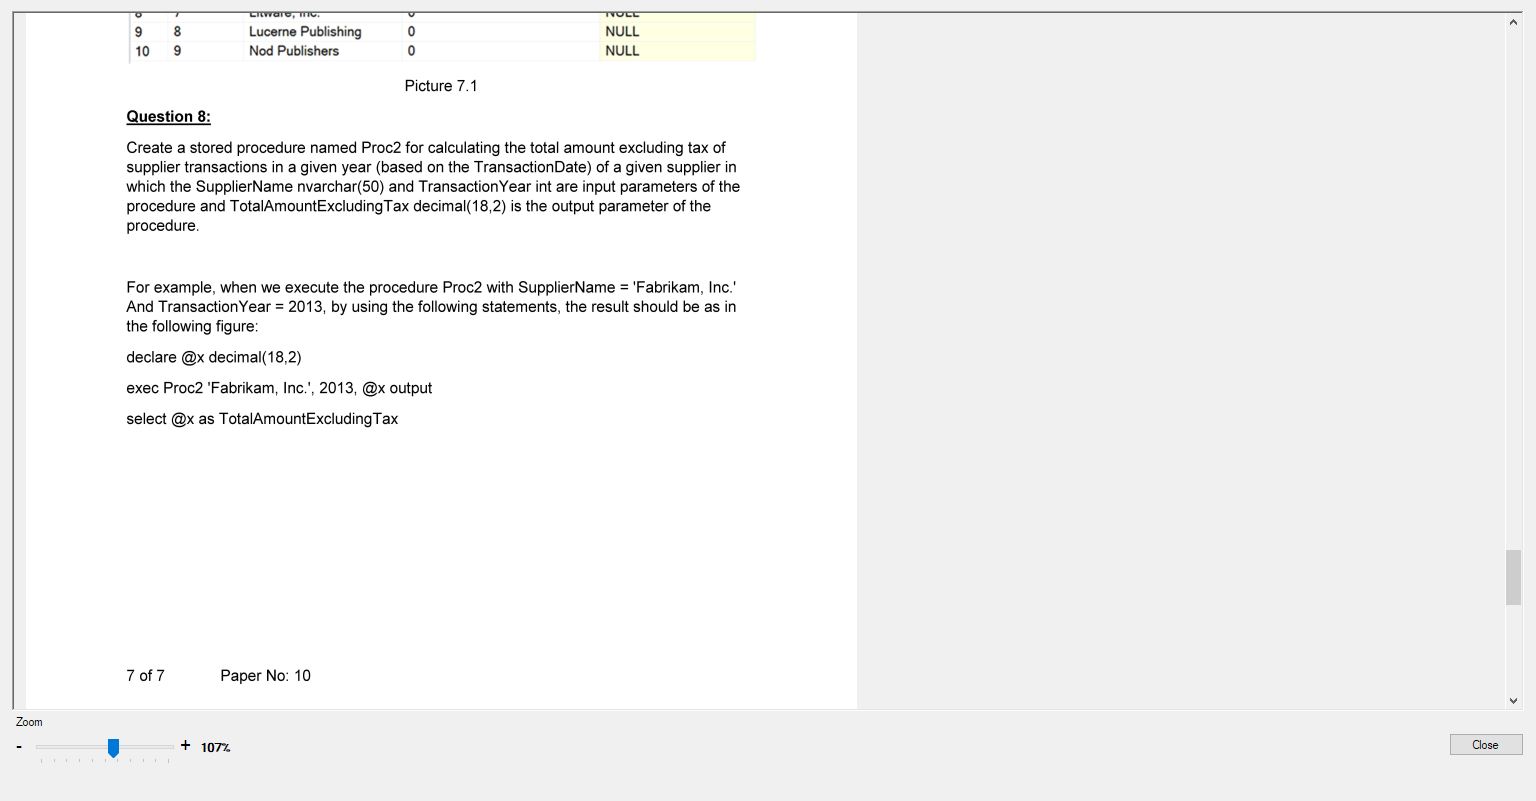 8 7 Litware, Inc. 0 NULL
9 8 Lucerne Publishing 0 NULL
10 9 Nod Publishers 0 NULL
Picture 7.1
Question 8:
Create a stored procedure named Proc2 for calculating the total amount excluding tax of
supplier transactions in a given year (based on the TransactionDate) of a given supplier in
which the SupplierName nvarchar(50) and TransactionYear int are input parameters of the
procedure and TotalAmountExcludingTax decimal(18,2) is the output parameter of the
procedure.
For example, when we execute the procedure Proc2 with SupplierName = 'Fabrikam, Inc.'
And TransactionYear = 2013, by using the following statements, the result should be as in
the following figure:
declare @x decimal(18,2)
exec Proc2 'Fabrikam, Inc.', 2013, @x output
select @x as TotalAmountExcludingTax
7 of 7 Paper No: 10
Zoom
- + 107%
Close